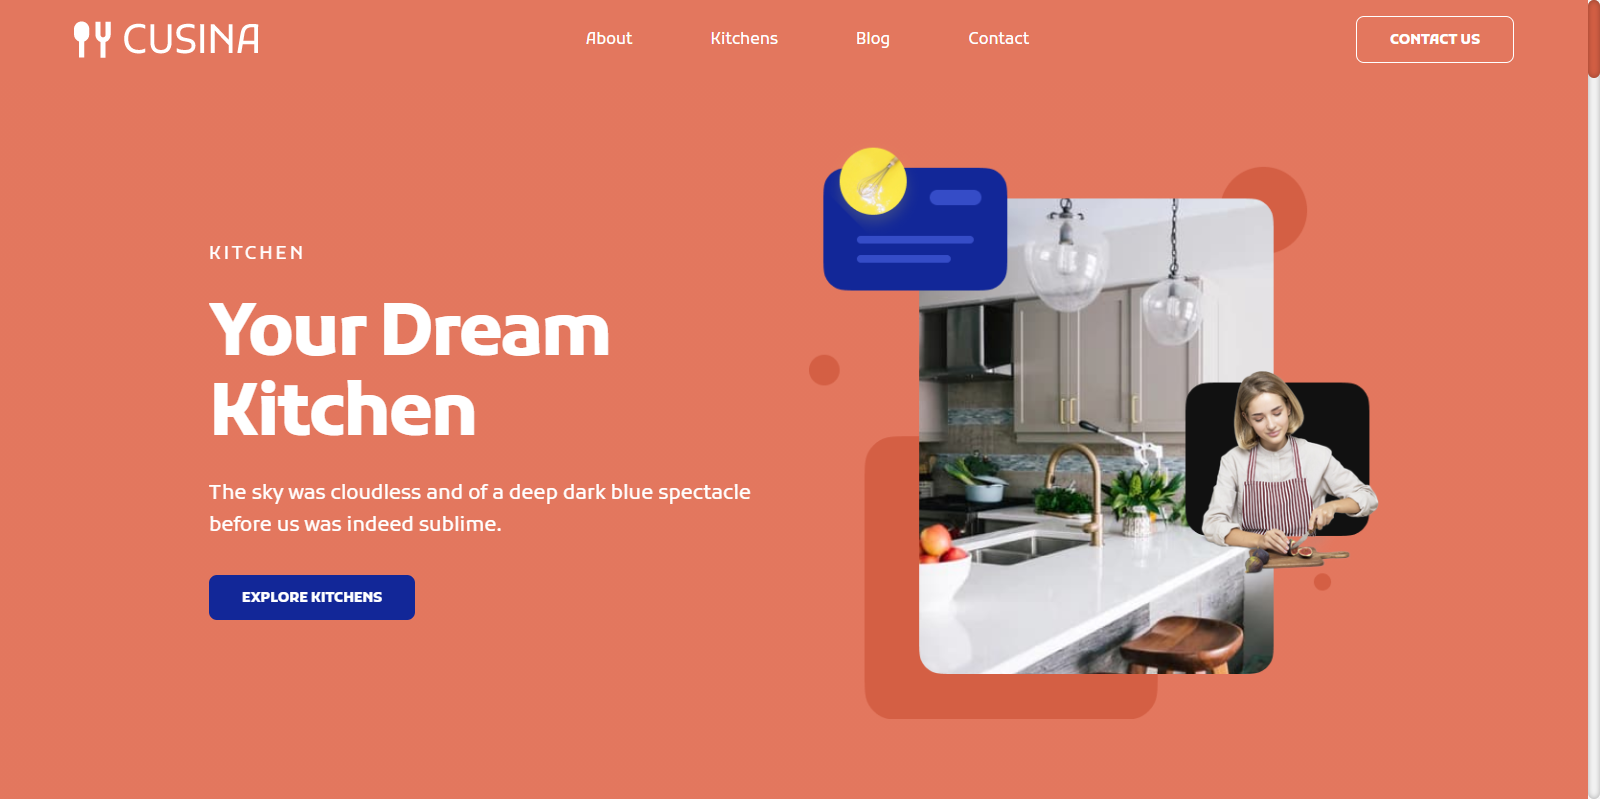 CUSINA
About
Kitchens
Blog
Contact
CONTACT US
KITCHEN
Your Dream
Kitchen
The sky was cloudless and of a deep dark blue spectacle
before us was indeed sublime.
EXPLORE KITCHENS